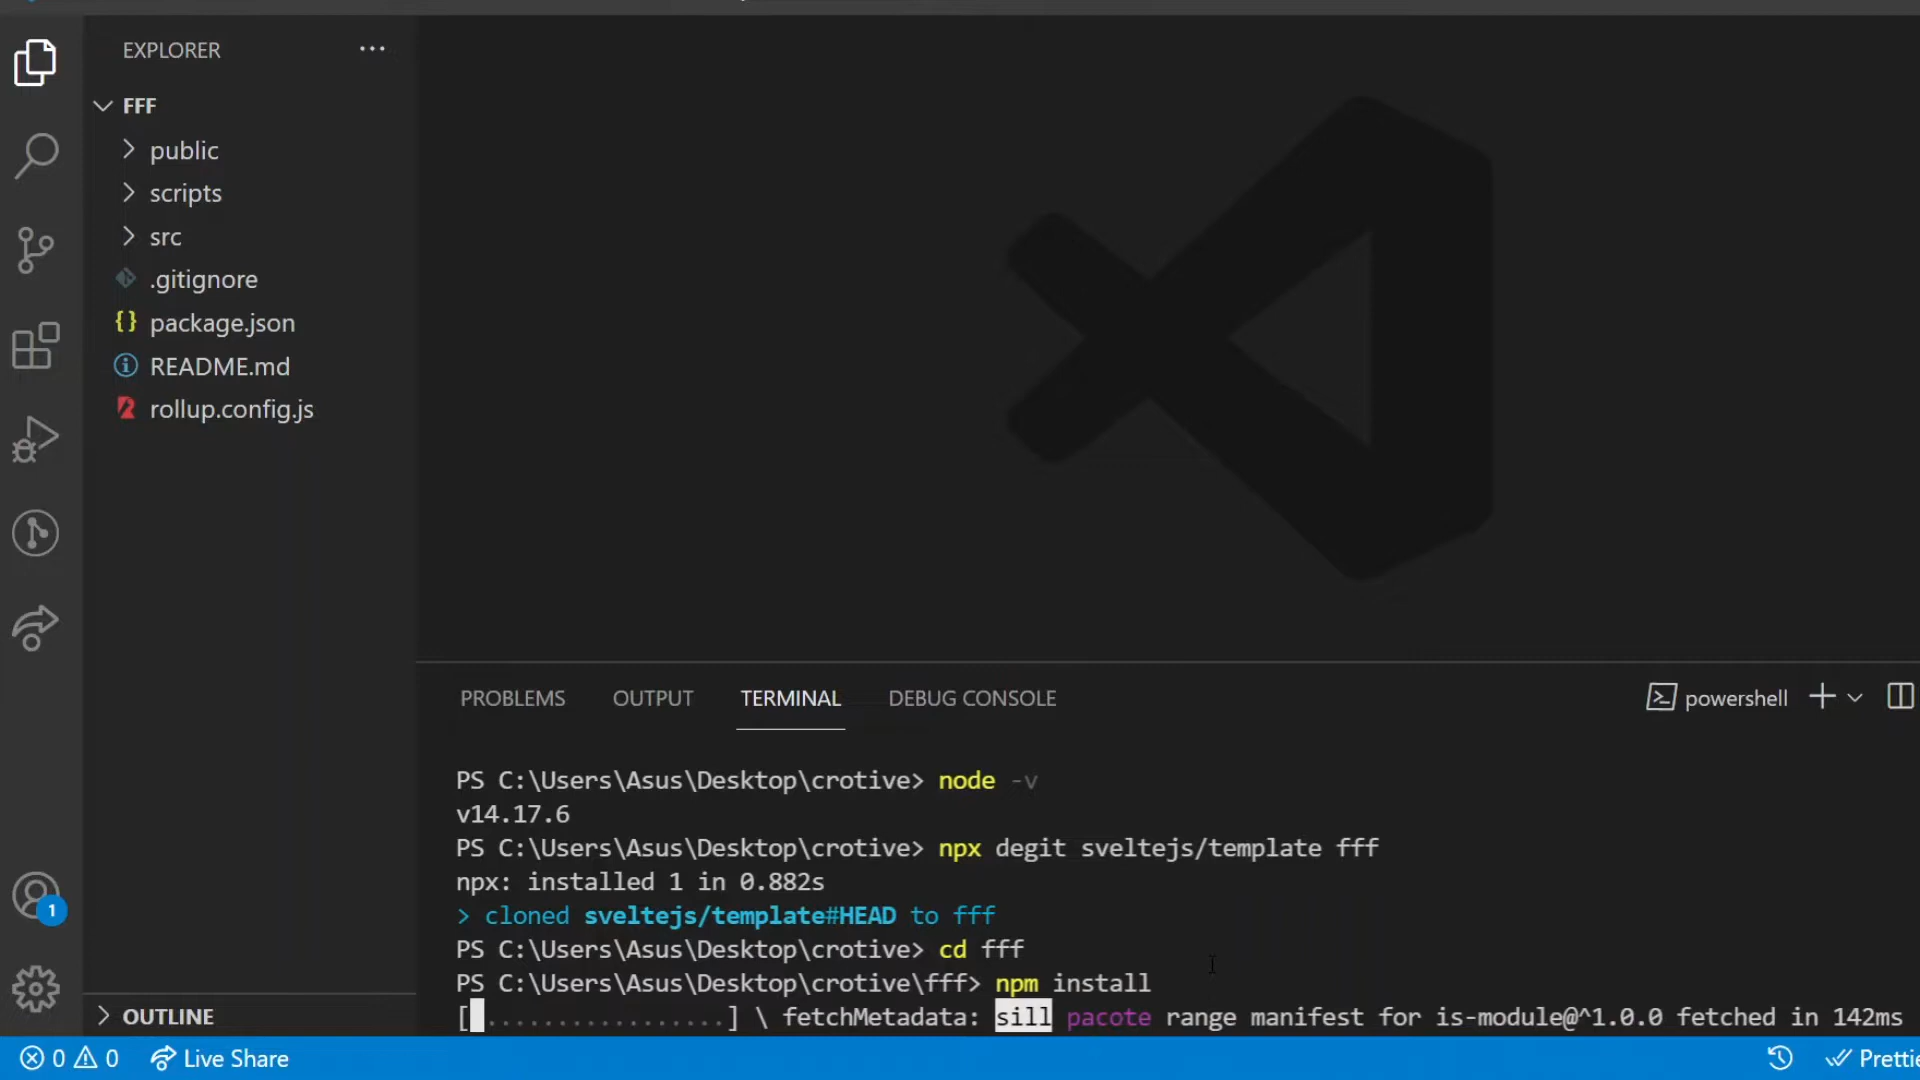 EXPLORER
FFF
public
scripts
src
.gitignore
package.json
README.md
rollup.config.js
OUTLINE
PROBLEMS OUTPUT TERMINAL DEBUG CONSOLE powershell
PS C:\Users\Asus\Desktop\crotive> node -v
v14.17.6
PS C:\Users\Asus\Desktop\crotive> npx degit sveltejs/template fff
npx: installed 1 in 0.882s
> cloned sveltejs/template#HEAD to fff
PS C:\Users\Asus\Desktop\crotive> cd fff
PS C:\Users\Asus\Desktop\crotive\fff> npm install
[ .................] \ fetchMetadata: sill pacote range manifest for is-module@^1.0.0 fetched in 142ms
1
0 0 Live Share Prettie